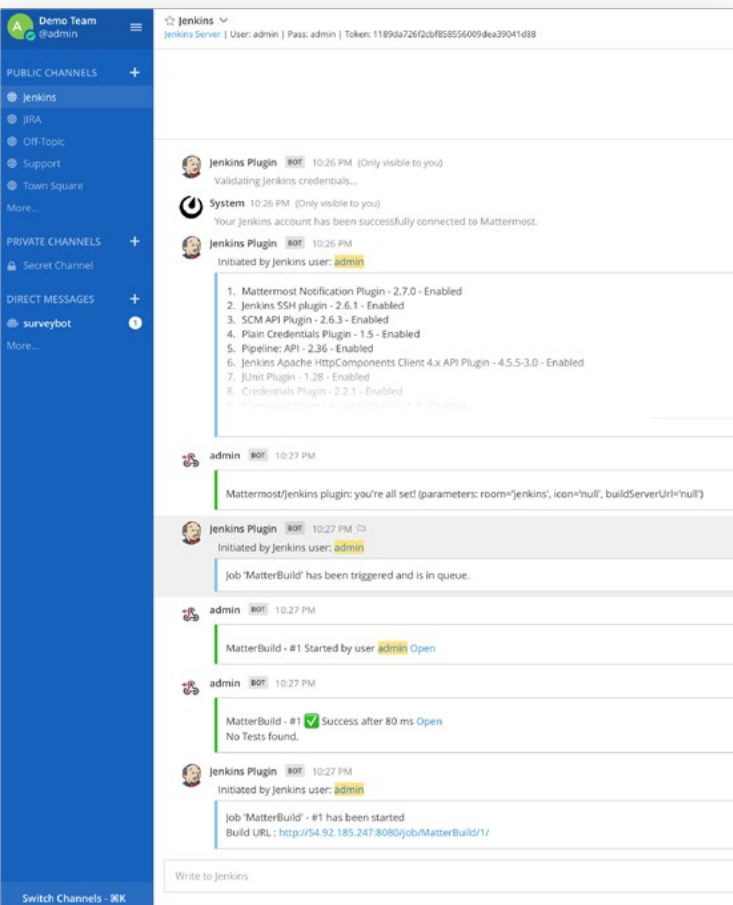 Demo Team
@admin
Jenkins
Jenkins Server | User: admin | Pass: admin | Token: 1189da726f2cbf858556009dea39041d88
PUBLIC CHANNELS +
Jenkins
JIRA
Off-Topic
Support
Town Square
More...
PRIVATE CHANNELS +
Secret Channel
DIRECT MESSAGES +
surveybot 1
More...
Switch Channels - ⌘K
Jenkins Plugin BOT 10:26 PM (Only visible to you)
Validating Jenkins credentials...
System 10:26 PM (Only visible to you)
Your Jenkins account has been successfully connected to Mattermost.
Jenkins Plugin BOT 10:26 PM
Initiated by Jenkins user: admin
1. Mattermost Notification Plugin - 2.7.0 - Enabled
2. Jenkins SSH plugin - 2.6.1 - Enabled
3. SCM API Plugin - 2.6.3 - Enabled
4. Plain Credentials Plugin - 1.5 - Enabled
5. Pipeline: API - 2.36 - Enabled
6. Jenkins Apache HttpComponents Client 4.x API Plugin - 4.5.5-3.0 - Enabled
7. JUnit Plugin - 1.28 - Enabled
8. Credentials Plugin - 2.2.1 - Enabled
admin BOT 10:27 PM
Mattermost/Jenkins plugin: you're all set! (parameters: room='jenkins', icon='null', buildServerUrl='null')
Jenkins Plugin BOT 10:27 PM
Initiated by Jenkins user: admin
Job 'MatterBuild' has been triggered and is in queue.
admin BOT 10:27 PM
MatterBuild - #1 Started by user admin Open
admin BOT 10:27 PM
MatterBuild - #1 ✅ Success after 80 ms Open
No Tests found.
Jenkins Plugin BOT 10:27 PM
Initiated by Jenkins user: admin
Job 'MatterBuild' - #1 has been started
Build URL : http://54.92.185.247:8080/job/MatterBuild/1/
Write to Jenkins